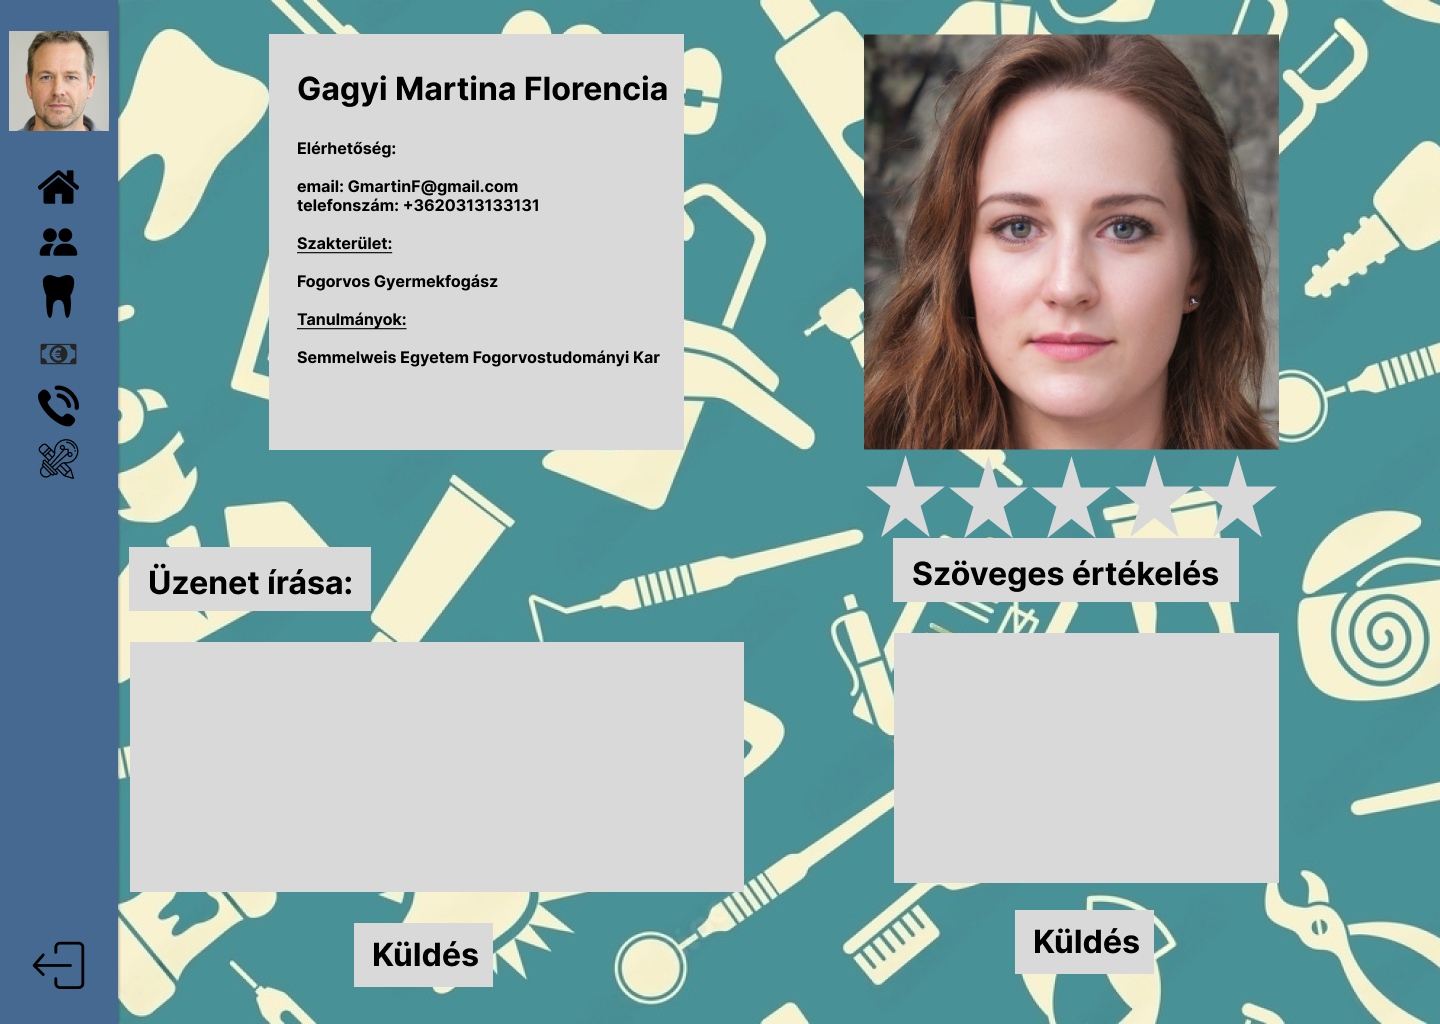 Gagyi Martina Florencia
Elérhetőség:
email: GmartinF@gmail.com
telefonszám: +3620313133131
Szakterület:
Fogorvos Gyermekfogász
Tanulmányok:
Semmelweis Egyetem Fogorvostudományi Kar
Üzenet írása:
Küldés
Szöveges értékelés
Küldés